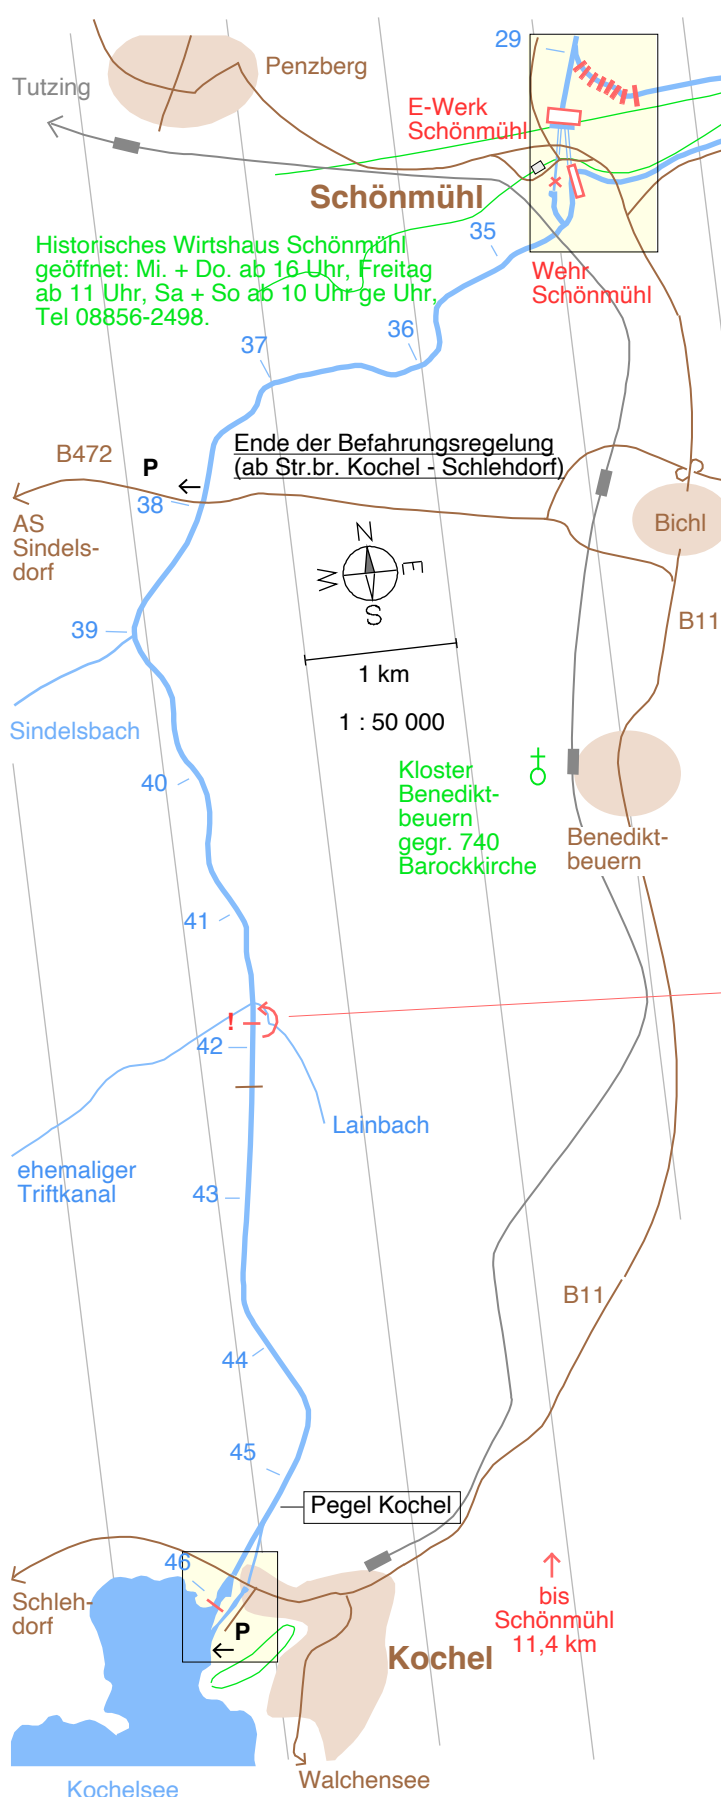 29
Penzberg
Tutzing
E-Werk
Schönmühl
Schönmühl
35
Historisches Wirtshaus Schönmühl
geöffnet: Mi. + Do. ab 16 Uhr, Freitag
ab 11 Uhr, Sa + So ab 10 Uhr ge Uhr,
Tel 08856-2498.
Wehr
Schönmühl
36
37
Ende der Befahrungsregelung
(ab Str.br. Kochel - Schlehdorf)
B472
P
38
AS
Sindels-
dorf
Bichl
N
E
W
S
39
B11
1 km
1 : 50 000
Sindelsbach
40
Kloster
Benedikt-
beuern
gegr. 740
Barockkirche
Benedikt-
beuern
41
!
42
Lainbach
ehemaliger
Triftkanal
43
B11
44
45
Pegel Kochel
46
Schleh-
dorf
P
bis
Schönmühl
11,4 km
Kochel
Walchensee
Kochelsee